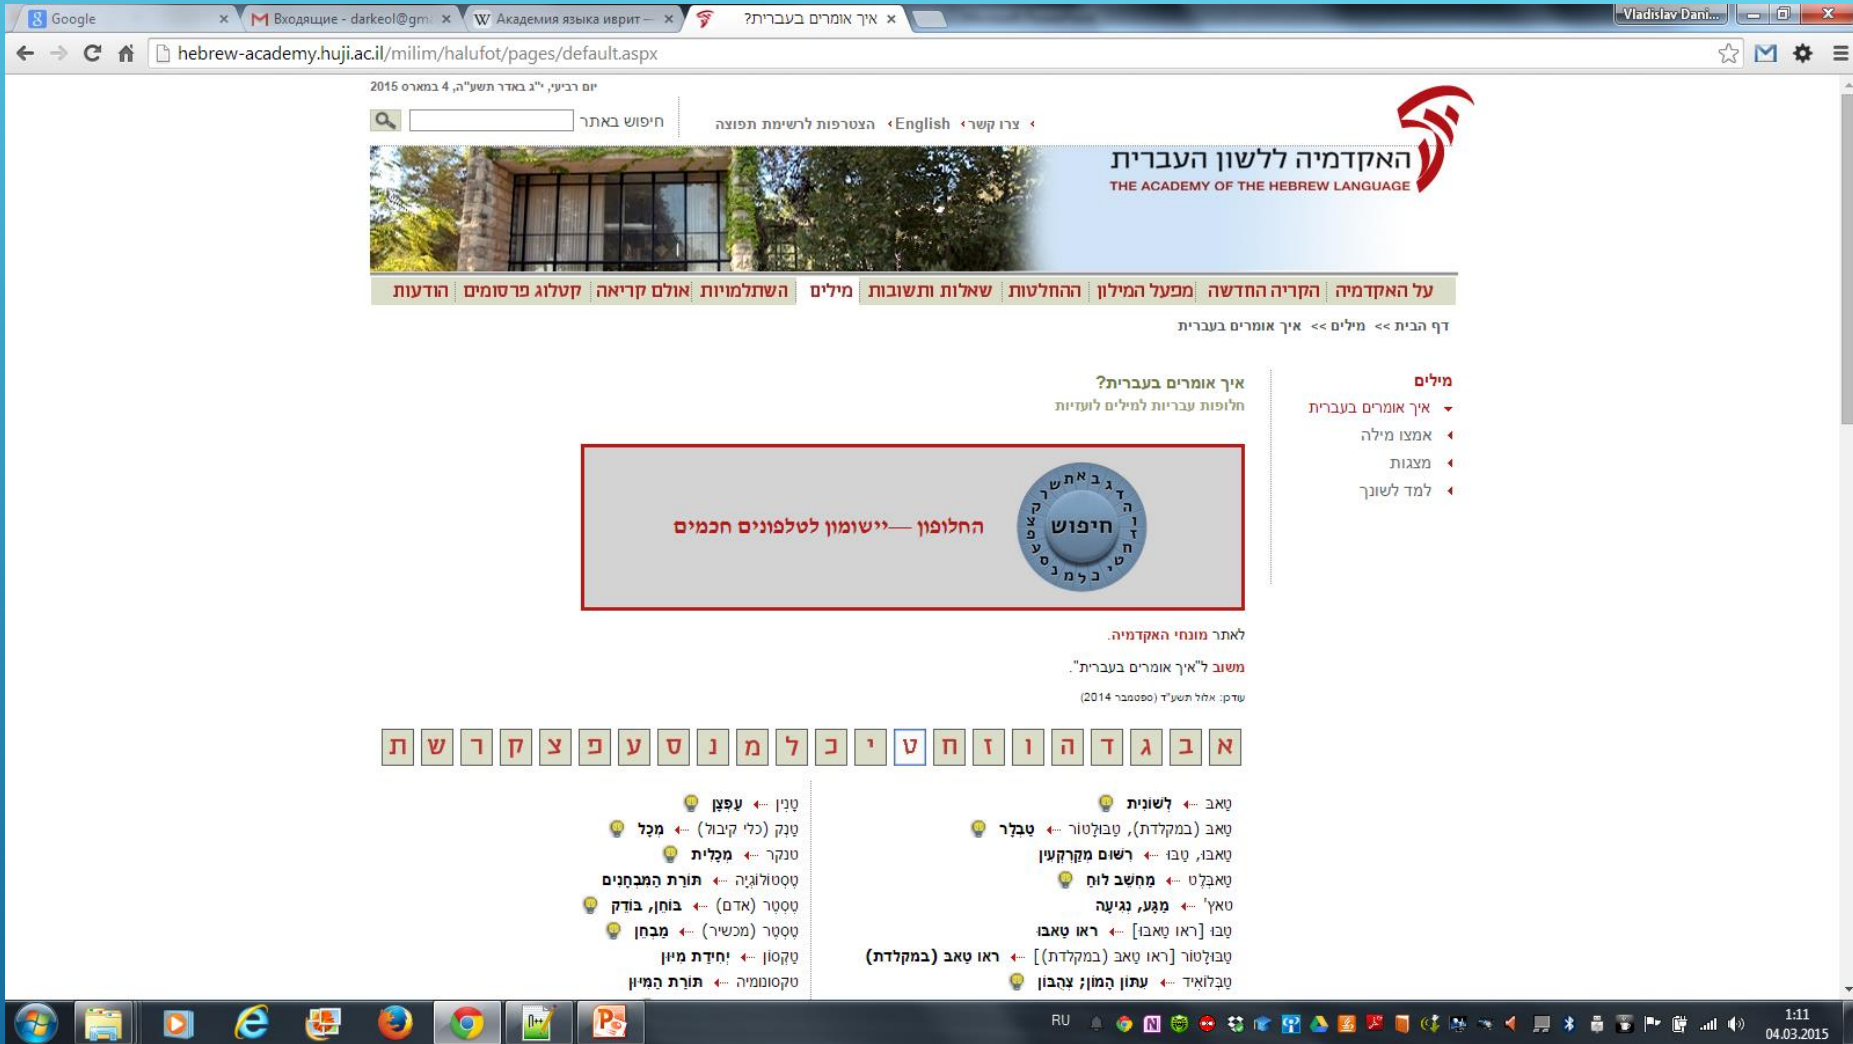 Google
Входящие - darkeol@gm
Академия языка иврит —
איך אומרים בעברית?
Vladislav Dani...
hebrew-academy.huji.ac.il/milim/halufot/pages/default.aspx
יום רביעי, י"ג באדר תשע"ה, 4 במארס 2015
צרו קשר English הצטרפות לרשימת תפוצה
חיפוש באתר
האקדמיה ללשון העברית
THE ACADEMY OF THE HEBREW LANGUAGE
על האקדמיה הקריה החדשה מפעל המילון ההחלטות שאלות ותשובות מילים השתלמויות אולם קריאה קטלוג פרסומים הודעות
דף הבית >> מילים >> איך אומרים בעברית
מילים
איך אומרים בעברית
אמצו מילה
מצגות
למד לשונך
איך אומרים בעברית?
חלופות עבריות למילים לועזיות
א ב ג ד ה ו ז ח ט י כ ל מ נ ס ע פ צ ק ר ש ת
חיפוש
החלופון —יישומון לטלפונים חכמים
לאתר מונחי האקדמיה.
משוב ל"איך אומרים בעברית".
עודכן: אלול תשע"ד (ספטמבר 2014)
א ב ג ד ה ו ז ח ט י כ ל מ נ ס ע פ צ ק ר ש ת
טַאבּ ← לְשׁוֹנִית
טַאבּ (במקלדת), טַבּוּלָטוֹר ← טַבְלָר
טַאבּוּ, טַבּוּ ← רִשּׁוּם מְקַרְקְעִין
טַאבְּלֶט ← מַחְשֵׁב לוּחַ
טאץ' ← מַגָּע, נְגִיעָה
טַבּוּ [ראו טַאבּוּ] ← ראו טַאבּוּ
טַבּוּלָטוֹר [ראו טַאבּ (במקלדת)] ← ראו טַאבּ (במקלדת)
טַבְּלוֹאִיד ← עִתּוֹן הָמוֹן; צְהֻבּוֹן
טָנִין ← עַפְצָן
טַנְק (כלי קיבול) ← מְכָל
טנקר ← מְכָלִית
טֶסְטוֹלוֹגְיָה ← תּוֹרַת הַמִּבְחָנִים
טֶסְטֶר (אדם) ← בּוֹחֵן, בּוֹדֵק
טֶסְטֶר (מכשיר) ← מַבְחֵן
טַקְסוֹן ← יְחִידַת מִיּוּן
טקסונומיה ← תּוֹרַת הַמִּיּוּן
RU
1:11
04.03.2015